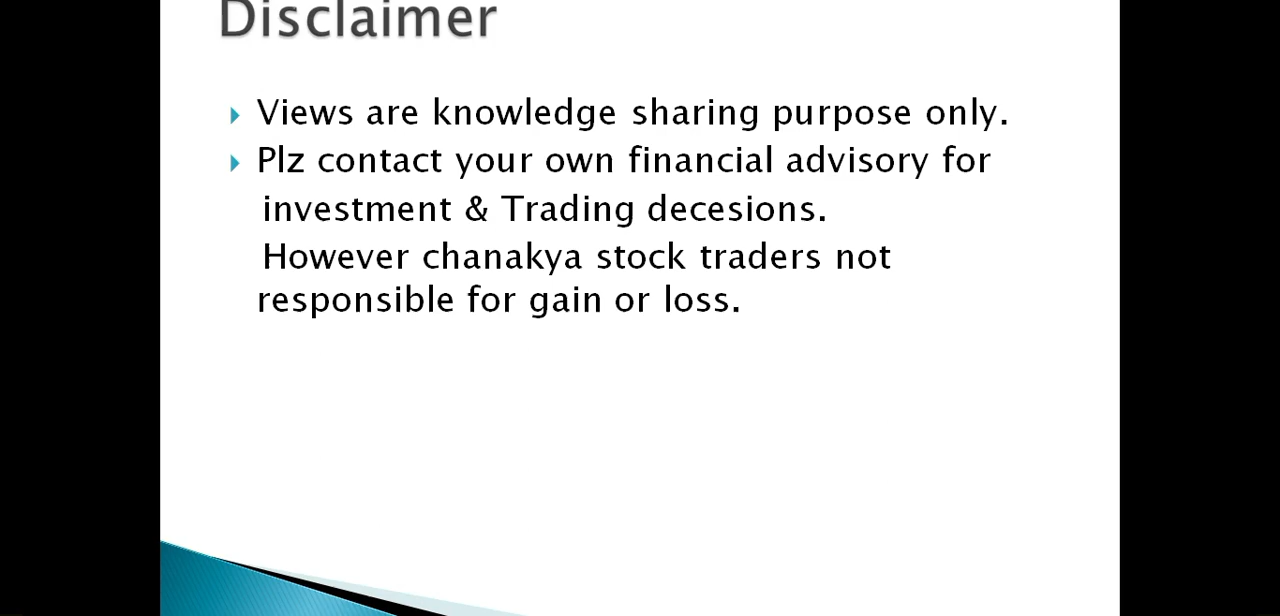 Disclaimer
Views are knowledge sharing purpose only.
Plz contact your own financial advisory for
investment & Trading decesions.
However chanakya stock traders not
responsible for gain or loss.